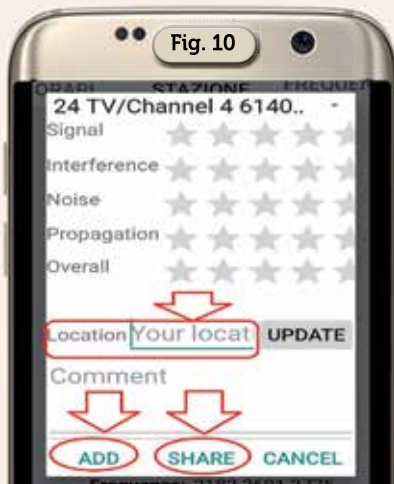 Fig. 10
ORARI STAZIONE
24 TV/Channel 4 6140.. -
Signal
Interference
Noise
Propagation
Overall
Location Your locat UPDATE
Comment
ADD SHARE CANCEL